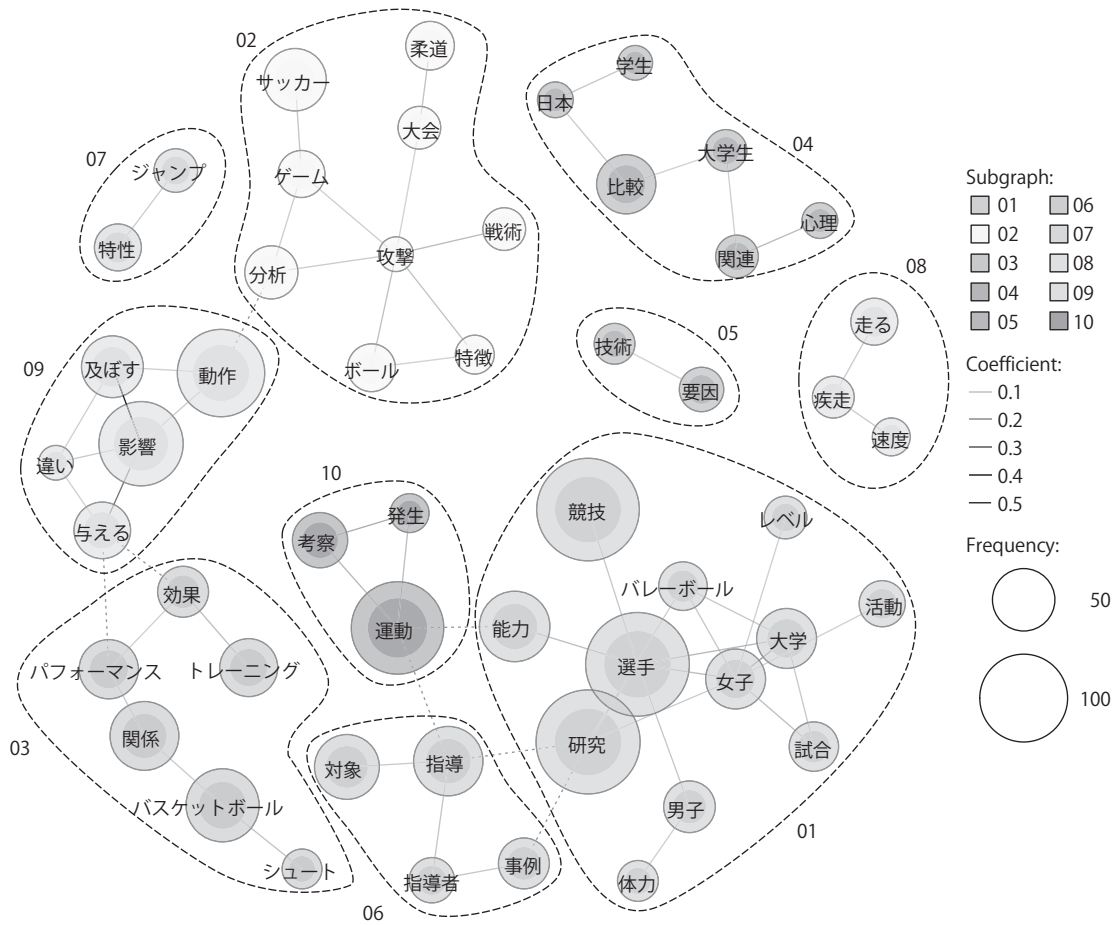 02
柔道
サッカー
大会
ゲーム
戦術
攻撃
分析
ボール
特徴
04
学生
日本
大学生
比較
心理
関連
07
ジャンプ
特性
05
技術
要因
08
走る
疾走
速度
09
及ぼす
動作
影響
違い
与える
10
発生
考察
運動
03
効果
パフォーマンス
トレーニング
関係
バスケットボール
シュート
06
対象
指導
指導者
事例
01
競技
レベル
バレーボール
活動
能力
大学
選手
女子
研究
試合
男子
体力
Subgraph:
01 06
02 07
03 08
04 09
05 10
Coefficient:
0.1
0.2
0.3
0.4
0.5
Frequency:
50
100